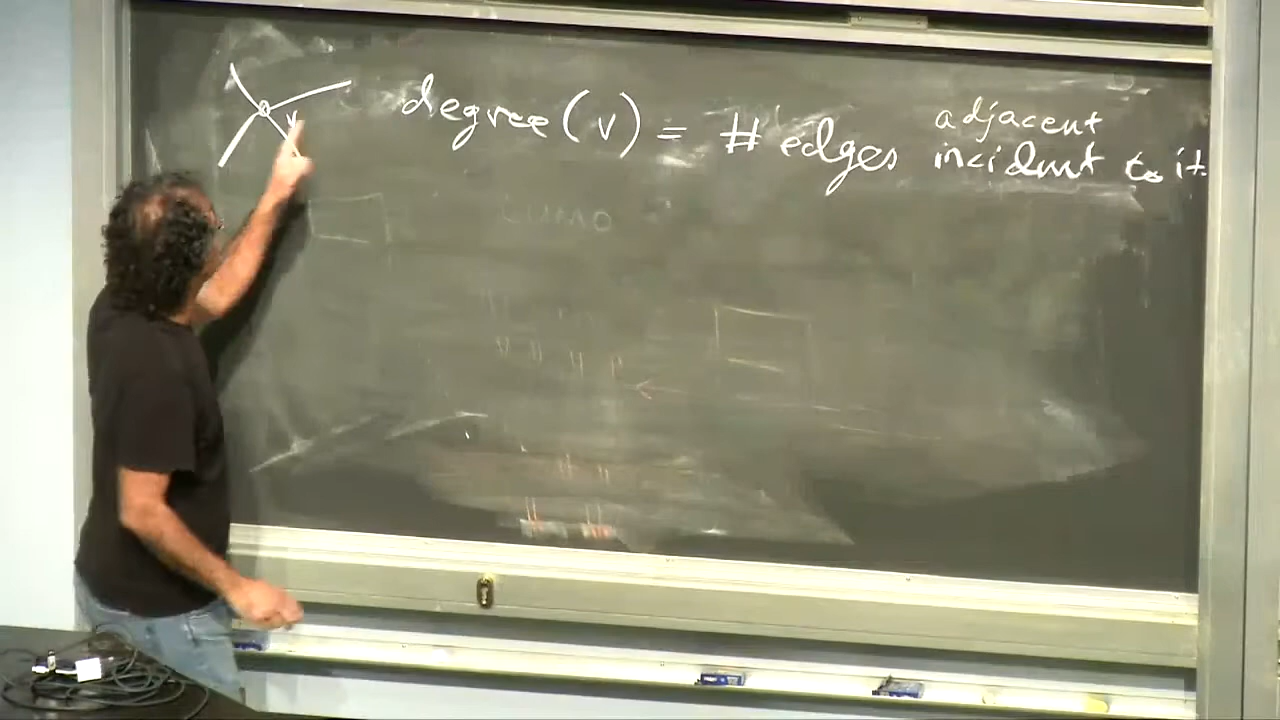 v
degree(v) = # edges adjacent
incident to it.